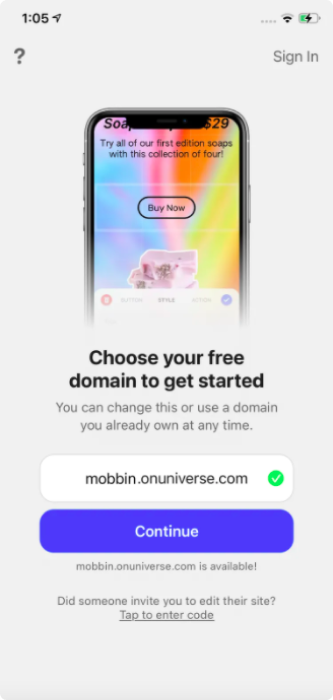 1:05
?
Sign In
$29
Try all of our first edition soaps
with this collection of four!
Buy Now
BUTTON STYLE ACTION
Choose your free
domain to get started
You can change this or use a domain
you already own at any time.
mobbin.onuniverse.com
Continue
mobbin.onuniverse.com is available!
Did someone invite you to edit their site?
Tap to enter code